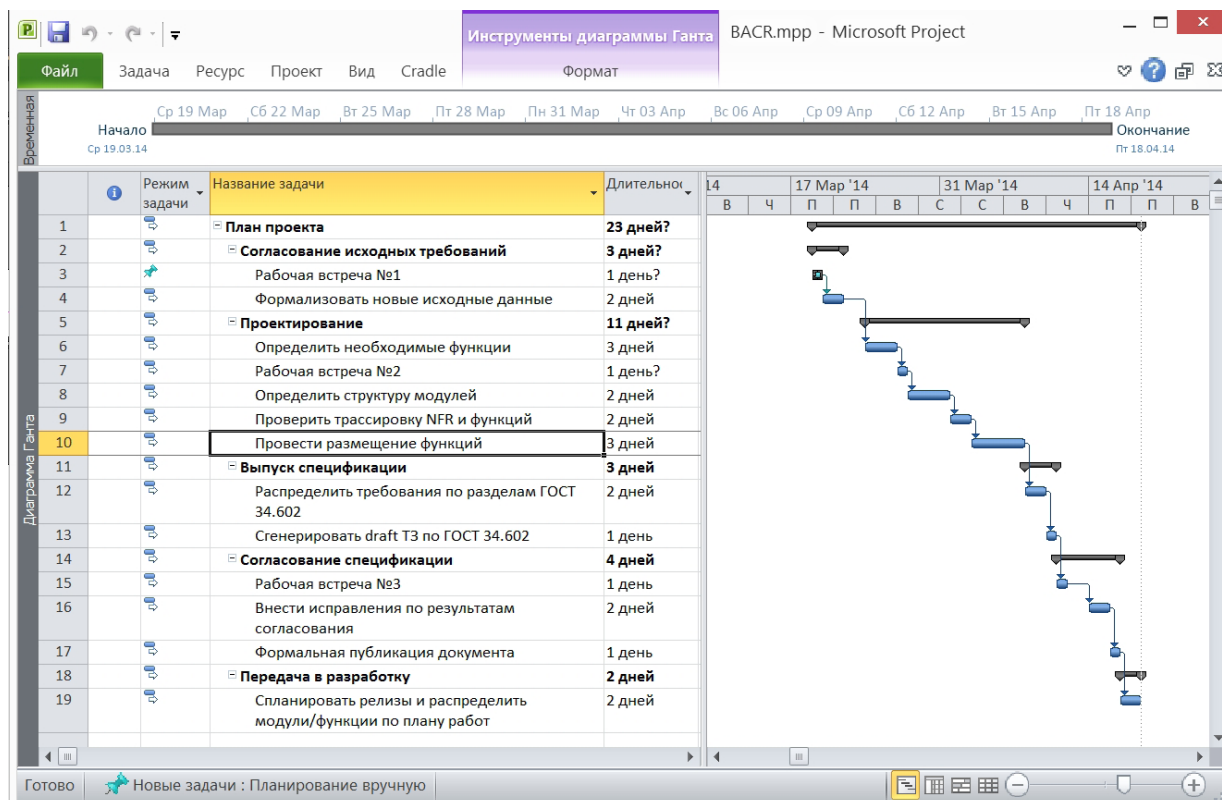 Инструменты диаграммы Ганта BACR.mpp - Microsoft Project
Файл Задача Ресурс Проект Вид Cradle Формат
Временная
Ср 19 Мар Сб 22 Мар Вт 25 Мар Пт 28 Мар Пн 31 Мар Чт 03 Апр Вс 06 Апр Ср 09 Апр Сб 12 Апр Вт 15 Апр Пт 18 Апр
Начало Окончание
Ср 19.03.14 Пт 18.04.14
Диаграмма Ганта
Режим задачи Название задачи Длительнос 14 17 Мар '14 31 Мар '14 14 Апр '14
В Ч П П В С С В Ч П П В
1 План проекта 23 дней?
2 Согласование исходных требований 3 дней?
3 Рабочая встреча №1 1 день?
4 Формализовать новые исходные данные 2 дней
5 Проектирование 11 дней?
6 Определить необходимые функции 3 дней
7 Рабочая встреча №2 1 день?
8 Определить структуру модулей 2 дней
9 Проверить трассировку NFR и функций 2 дней
10 Провести размещение функций 3 дней
11 Выпуск спецификации 3 дней
12 Распределить требования по разделам ГОСТ 2 дней
34.602
13 Сгенерировать draft ТЗ по ГОСТ 34.602 1 день
14 Согласование спецификации 4 дней
15 Рабочая встреча №3 1 день
16 Внести исправления по результатам 2 дней
согласования
17 Формальная публикация документа 1 день
18 Передача в разработку 2 дней
19 Спланировать релизы и распределить 2 дней
модули/функции по плану работ
Готово Новые задачи : Планирование вручную